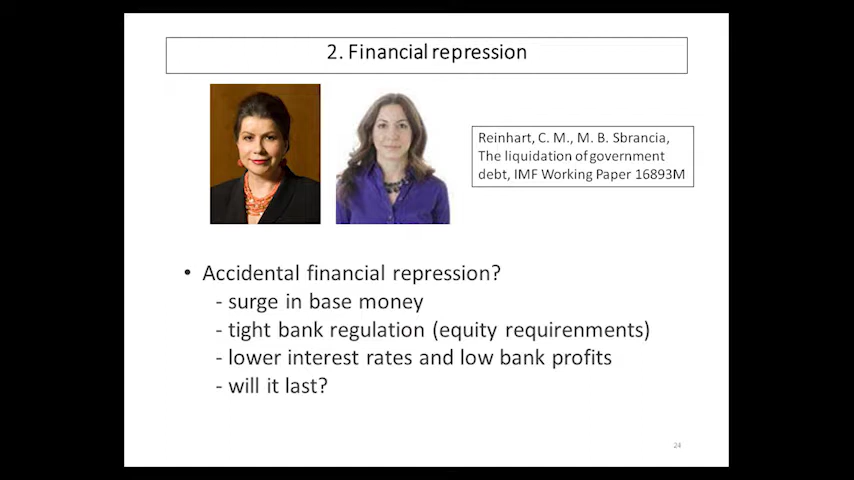 2. Financial repression
Reinhart, C. M., M. B. Sbrancia,
The liquidation of government
debt, IMF Working Paper 16893M
• Accidental financial repression?
- surge in base money
- tight bank regulation (equity requirenments)
- lower interest rates and low bank profits
- will it last?
24